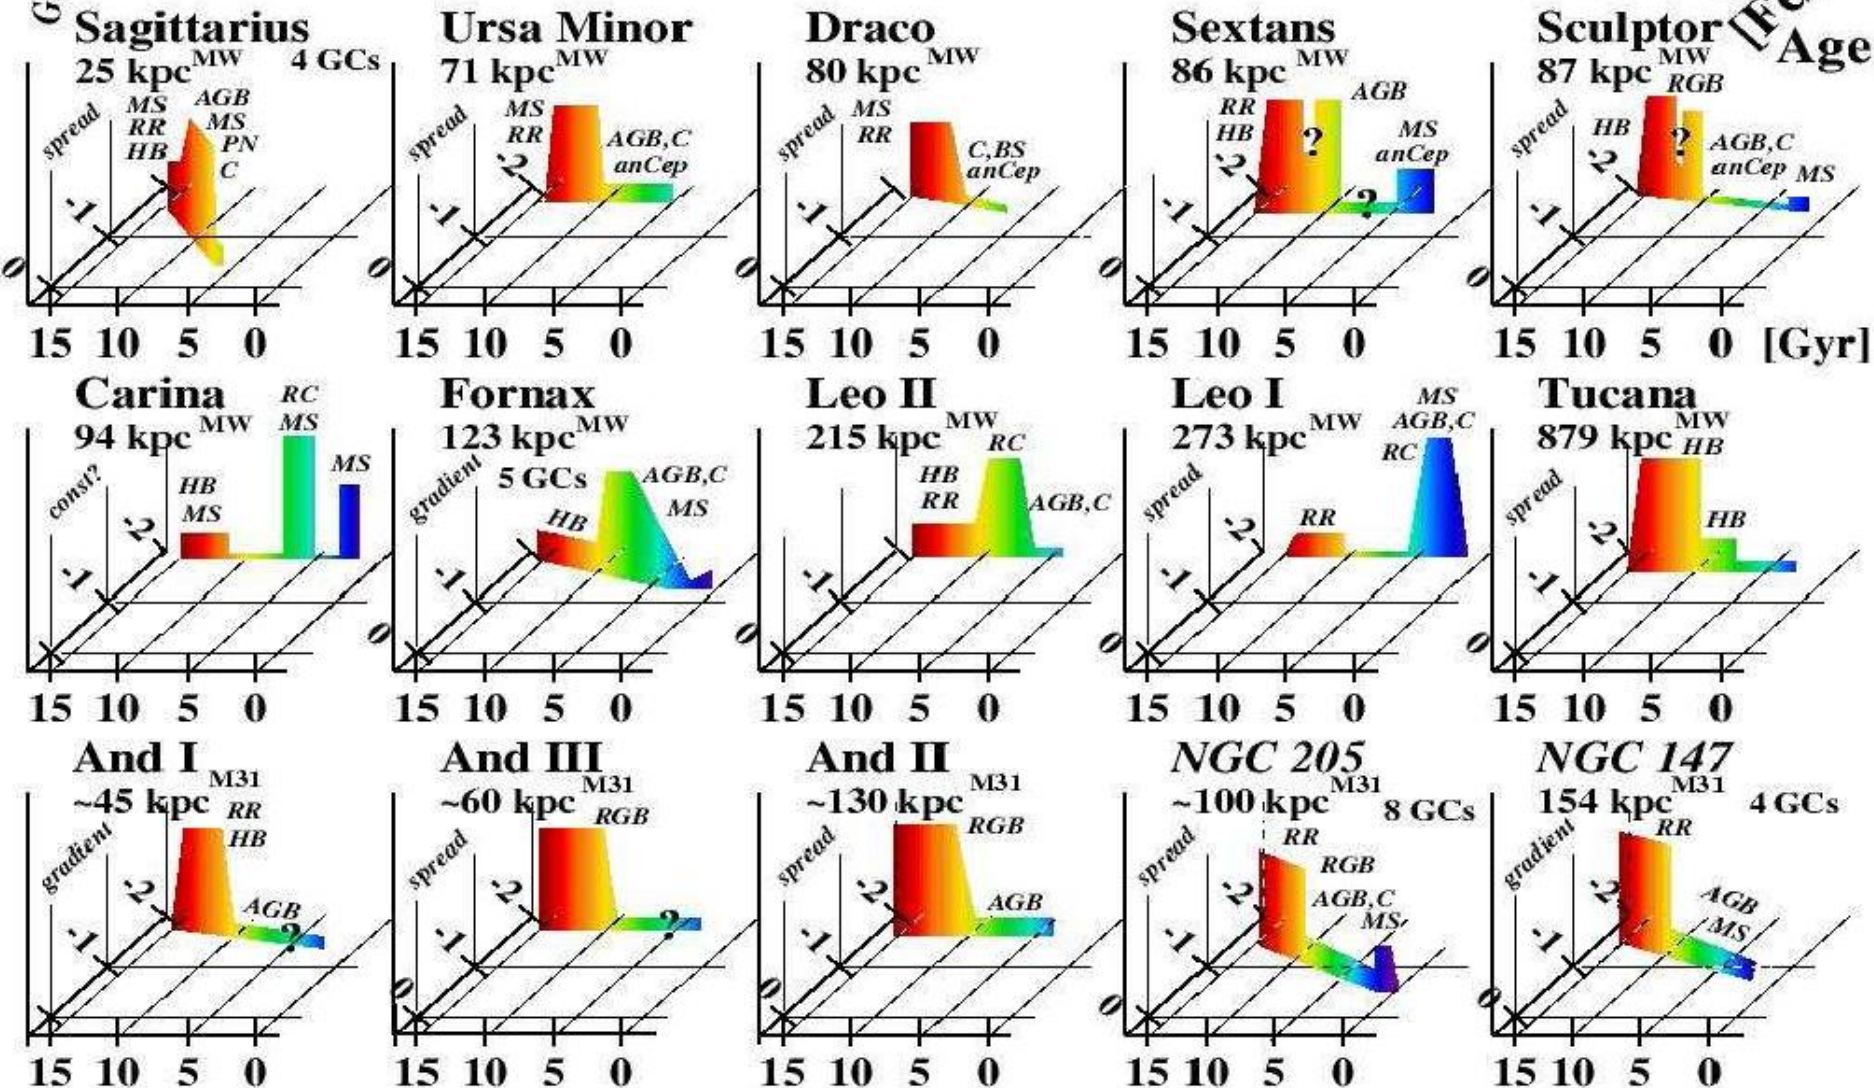 G
Sagittarius
25 kpc MW
4 GCs
spread
MS
RR
HB
AGB
MS
PN
C
-1
0
15 10 5 0
Ursa Minor
71 kpc MW
spread
MS
RR
AGB,C
anCep
-2
-1
0
15 10 5 0
Draco
80 kpc MW
spread
MS
RR
C,BS
anCep
-2
-1
0
15 10 5 0
Sextans
86 kpc MW
spread
RR
HB
AGB
?
MS
anCep
?
-2
-1
0
15 10 5 0
Sculptor
87 kpc MW
Age
spread
RGB
HB
?
AGB,C
anCep
MS
-2
-1
0
15 10 5 0 [Gyr]
Carina
94 kpc MW
const?
RC
MS
HB
MS
MS
-2
-1
15 10 5 0
Fornax
123 kpc MW
gradient
5 GCs
HB
AGB,C
MS
-1
0
15 10 5 0
Leo II
215 kpc MW
HB
RR
RC
AGB,C
-1
0
15 10 5 0
Leo I
273 kpc MW
spread
RR
MS
AGB,C
RC
-2
-1
0
15 10 5 0
Tucana
879 kpc MW
spread
HB
HB
-2
-1
0
15 10 5 0
And I
~45 kpc M31
gradient
RR
HB
AGB
?
-2
-1
15 10 5 0
And III
~60 kpc M31
spread
RGB
?
-2
-1
0
15 10 5 0
And II
~130 kpc M31
spread
RGB
AGB
-2
-1
0
15 10 5 0
NGC 205
~100 kpc M31
8 GCs
spread
RR
RGB
AGB,C
MS
-2
-1
0
15 10 5 0
NGC 147
154 kpc M31
4 GCs
gradient
RR
AGB
MS
-2
-1
0
15 10 5 0